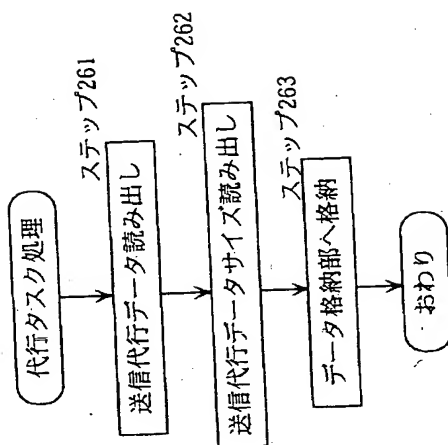 代行タスク処理
ステップ261
送信代行データ読み出し
ステップ262
送信代行データサイズ読み出し
ステップ263
データ格納部へ格納
おわり